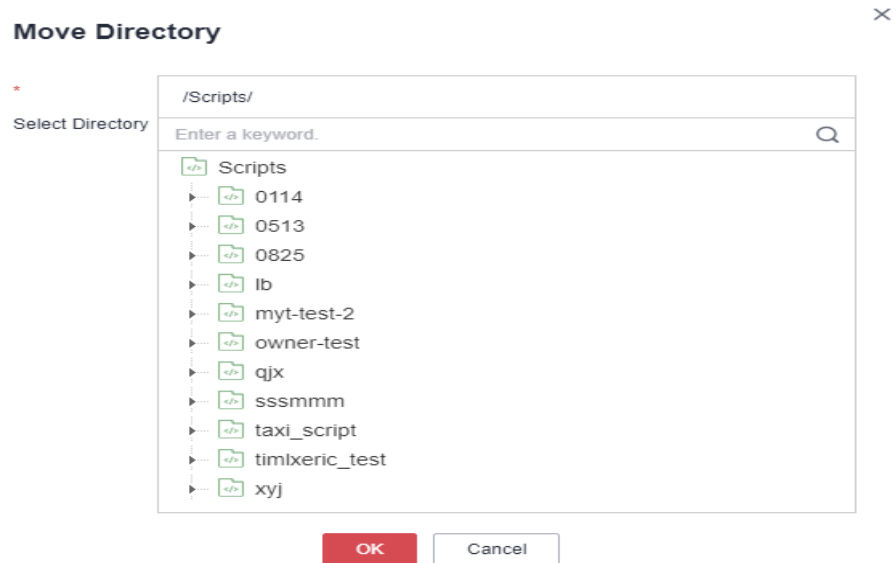 Move Directory
*
Select Directory
/Scripts/
Enter a keyword.
Scripts
0114
0513
0825
lb
myt-test-2
owner-test
qjx
sssmmm
taxi_script
timlxeric_test
xyj
OK
Cancel